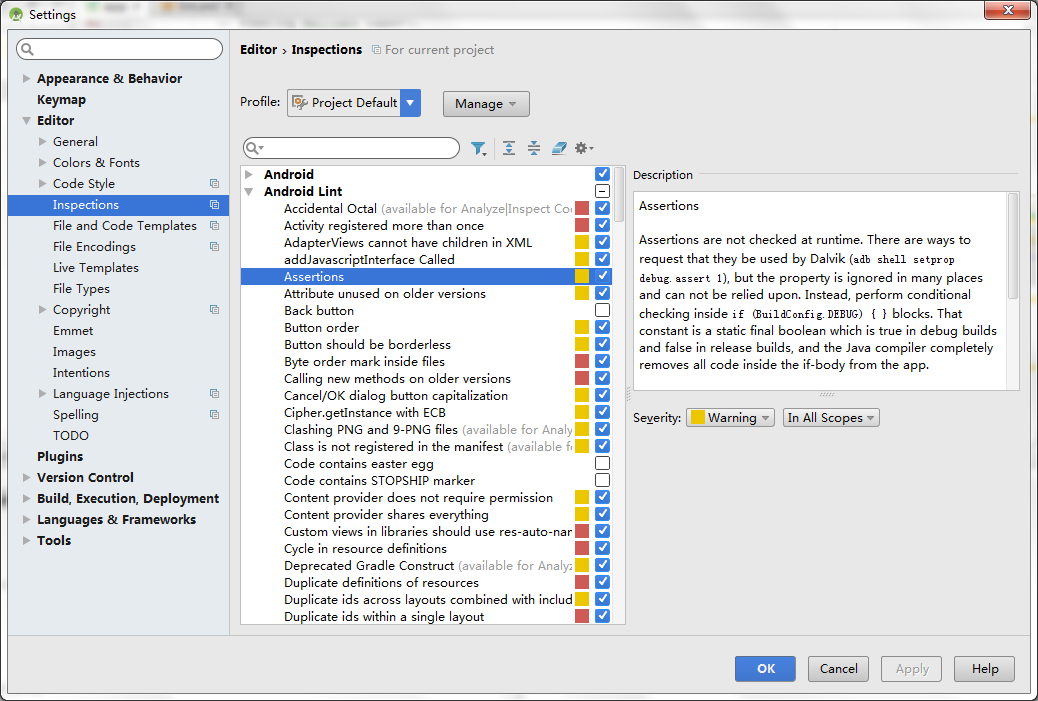 Settings
Appearance & Behavior
Keymap
Editor
General
Colors & Fonts
Code Style
Inspections
File and Code Templates
File Encodings
Live Templates
File Types
Copyright
Emmet
Images
Intentions
Language Injections
Spelling
TODO
Plugins
Version Control
Build, Execution, Deployment
Languages & Frameworks
Tools
Editor › Inspections For current project
Profile: Project Default Manage
Android
Android Lint
Accidental Octal (available for Analyze|Inspect Co
Activity registered more than once
AdapterViews cannot have children in XML
addJavascriptInterface Called
Assertions
Attribute unused on older versions
Back button
Button order
Button should be borderless
Byte order mark inside files
Calling new methods on older versions
Cancel/OK dialog button capitalization
Cipher.getInstance with ECB
Clashing PNG and 9-PNG files (available for Analy
Class is not registered in the manifest (available f
Code contains easter egg
Code contains STOPSHIP marker
Content provider does not require permission
Content provider shares everything
Custom views in libraries should use res-auto-nar
Cycle in resource definitions
Deprecated Gradle Construct (available for Analyz
Duplicate definitions of resources
Duplicate ids across layouts combined with includ
Duplicate ids within a single layout
Description
Assertions
Assertions are not checked at runtime. There are ways to
request that they be used by Dalvik (adb shell setprop
debug.assert 1), but the property is ignored in many places
and can not be relied upon. Instead, perform conditional
checking inside if (BuildConfig.DEBUG) { } blocks. That
constant is a static final boolean which is true in debug builds
and false in release builds, and the Java compiler completely
removes all code inside the if-body from the app.
Severity: Warning In All Scopes
OK Cancel Apply Help